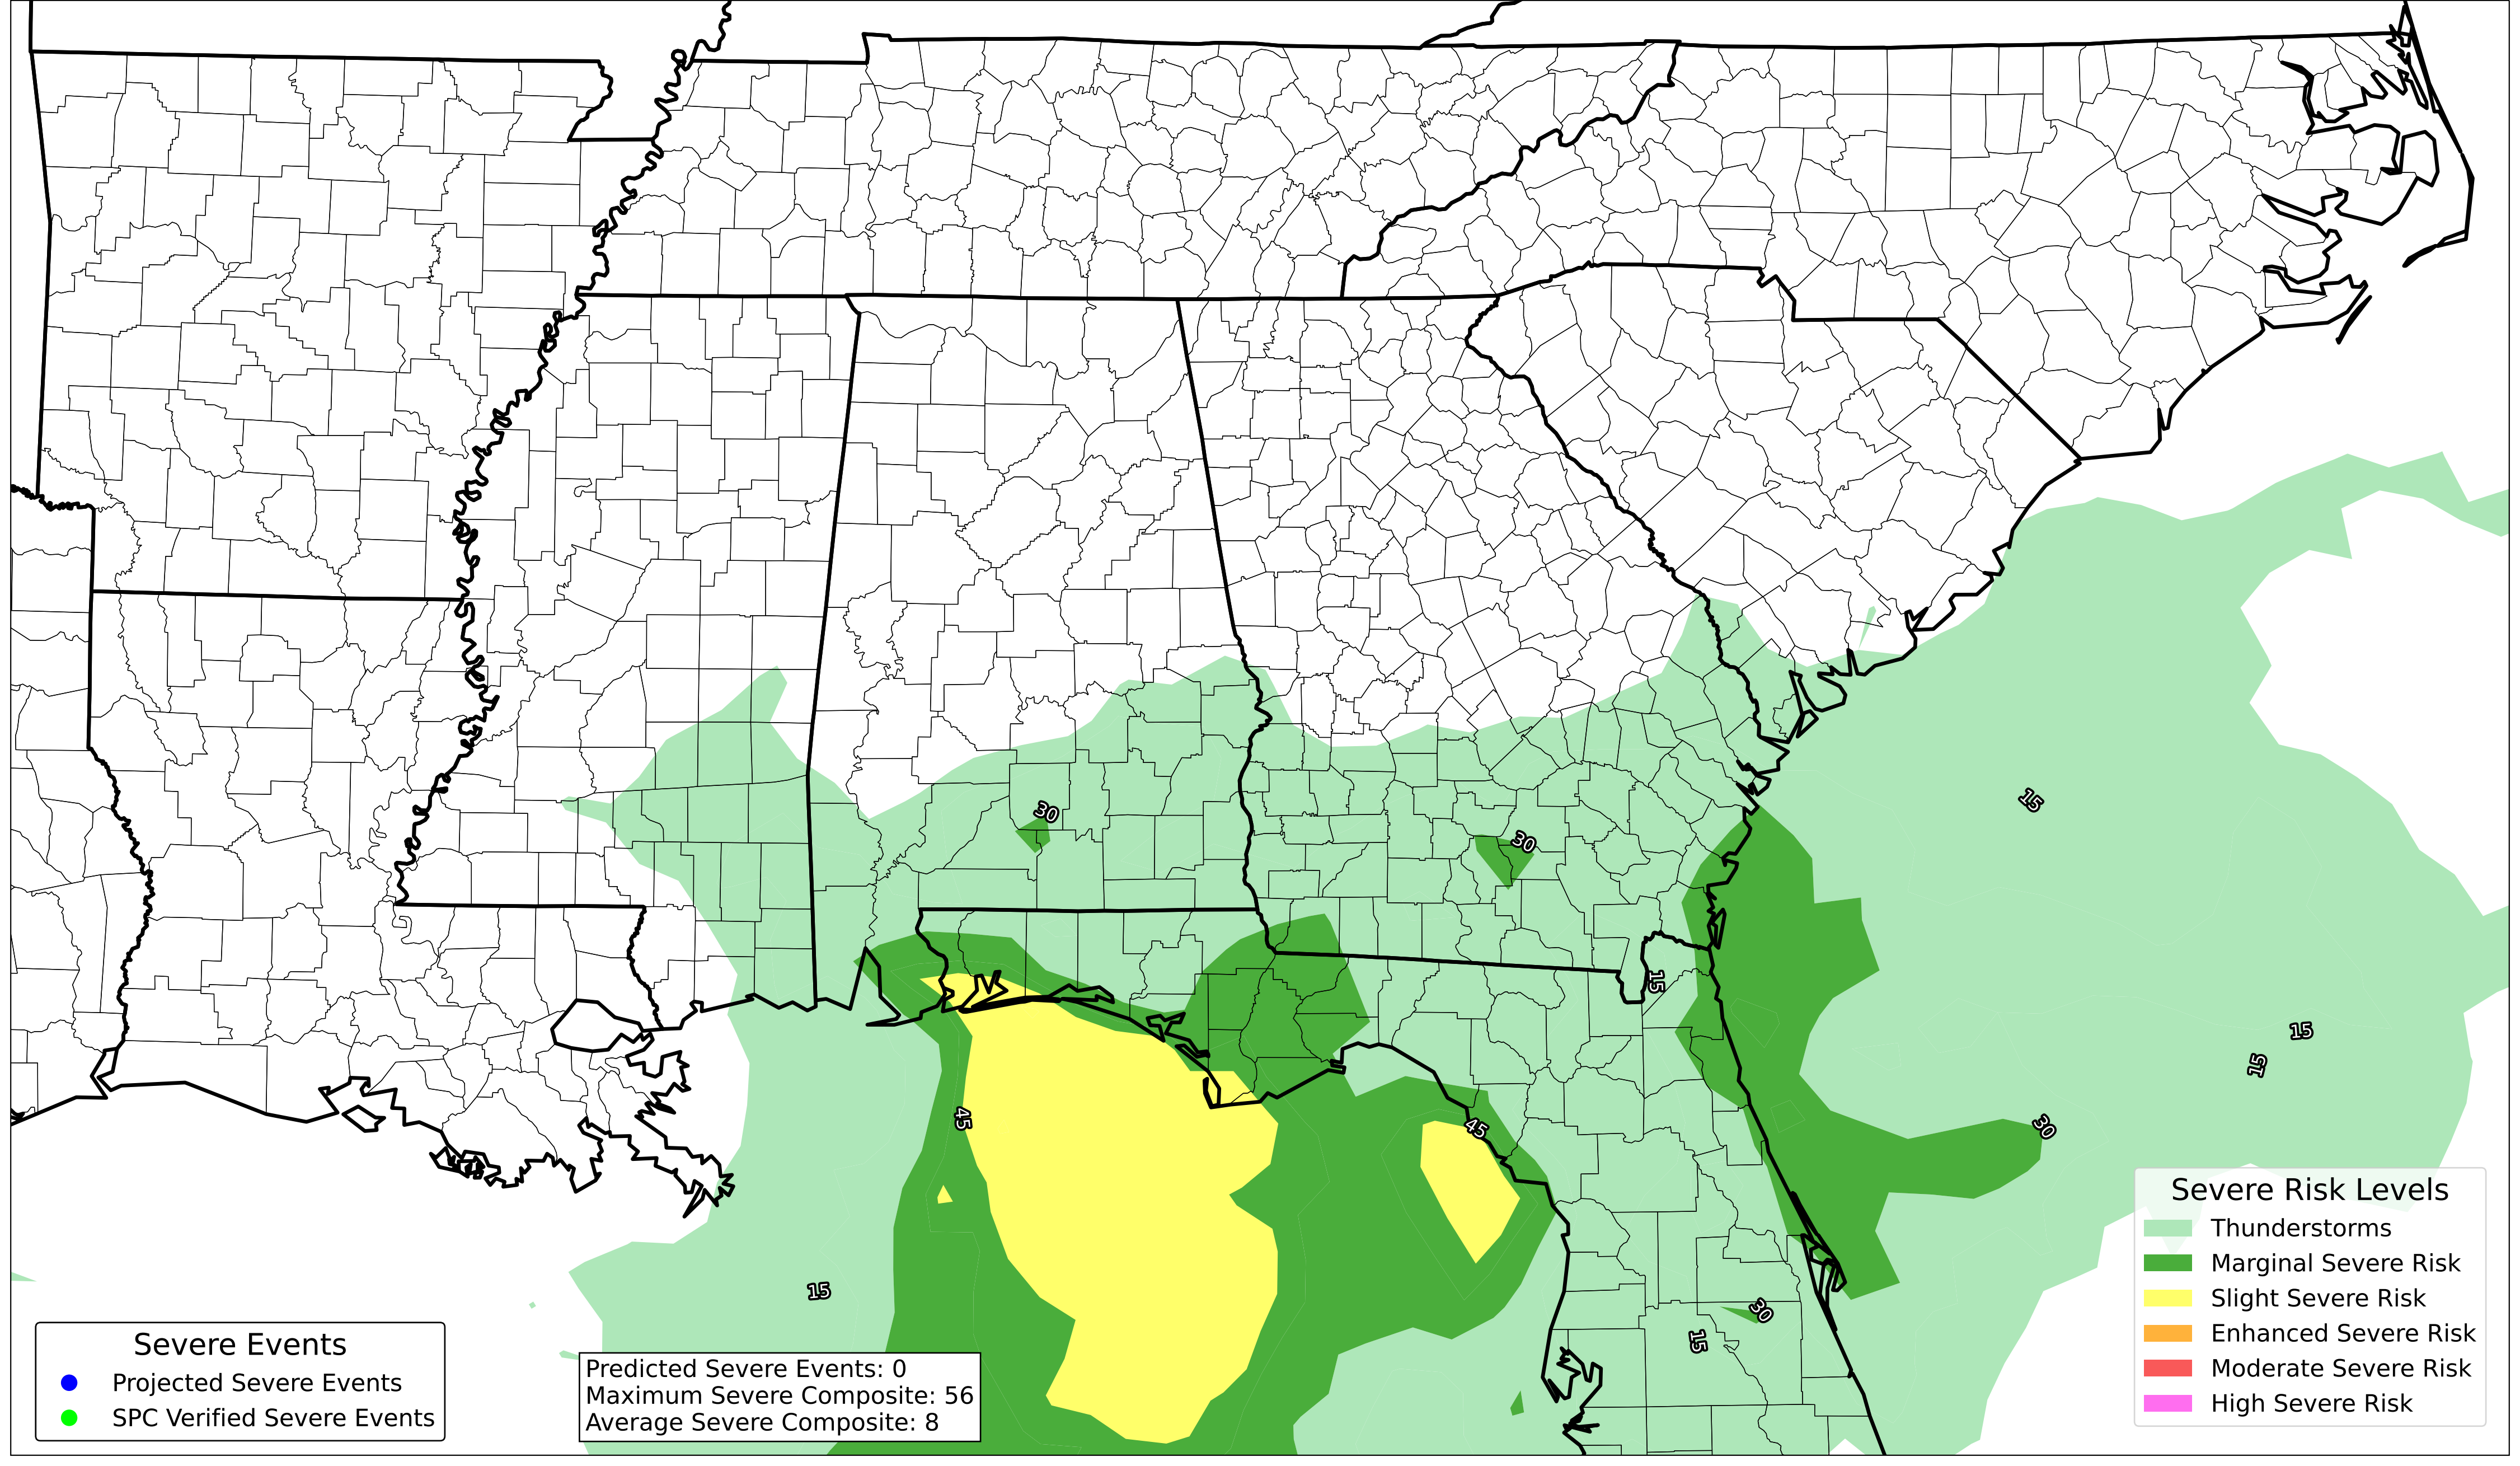 30
30
15
15
15
15
30
45
45
15
30
15
Severe Events
Projected Severe Events
SPC Verified Severe Events
Predicted Severe Events: 0
Maximum Severe Composite: 56
Average Severe Composite: 8
Severe Risk Levels
Thunderstorms
Marginal Severe Risk
Slight Severe Risk
Enhanced Severe Risk
Moderate Severe Risk
High Severe Risk